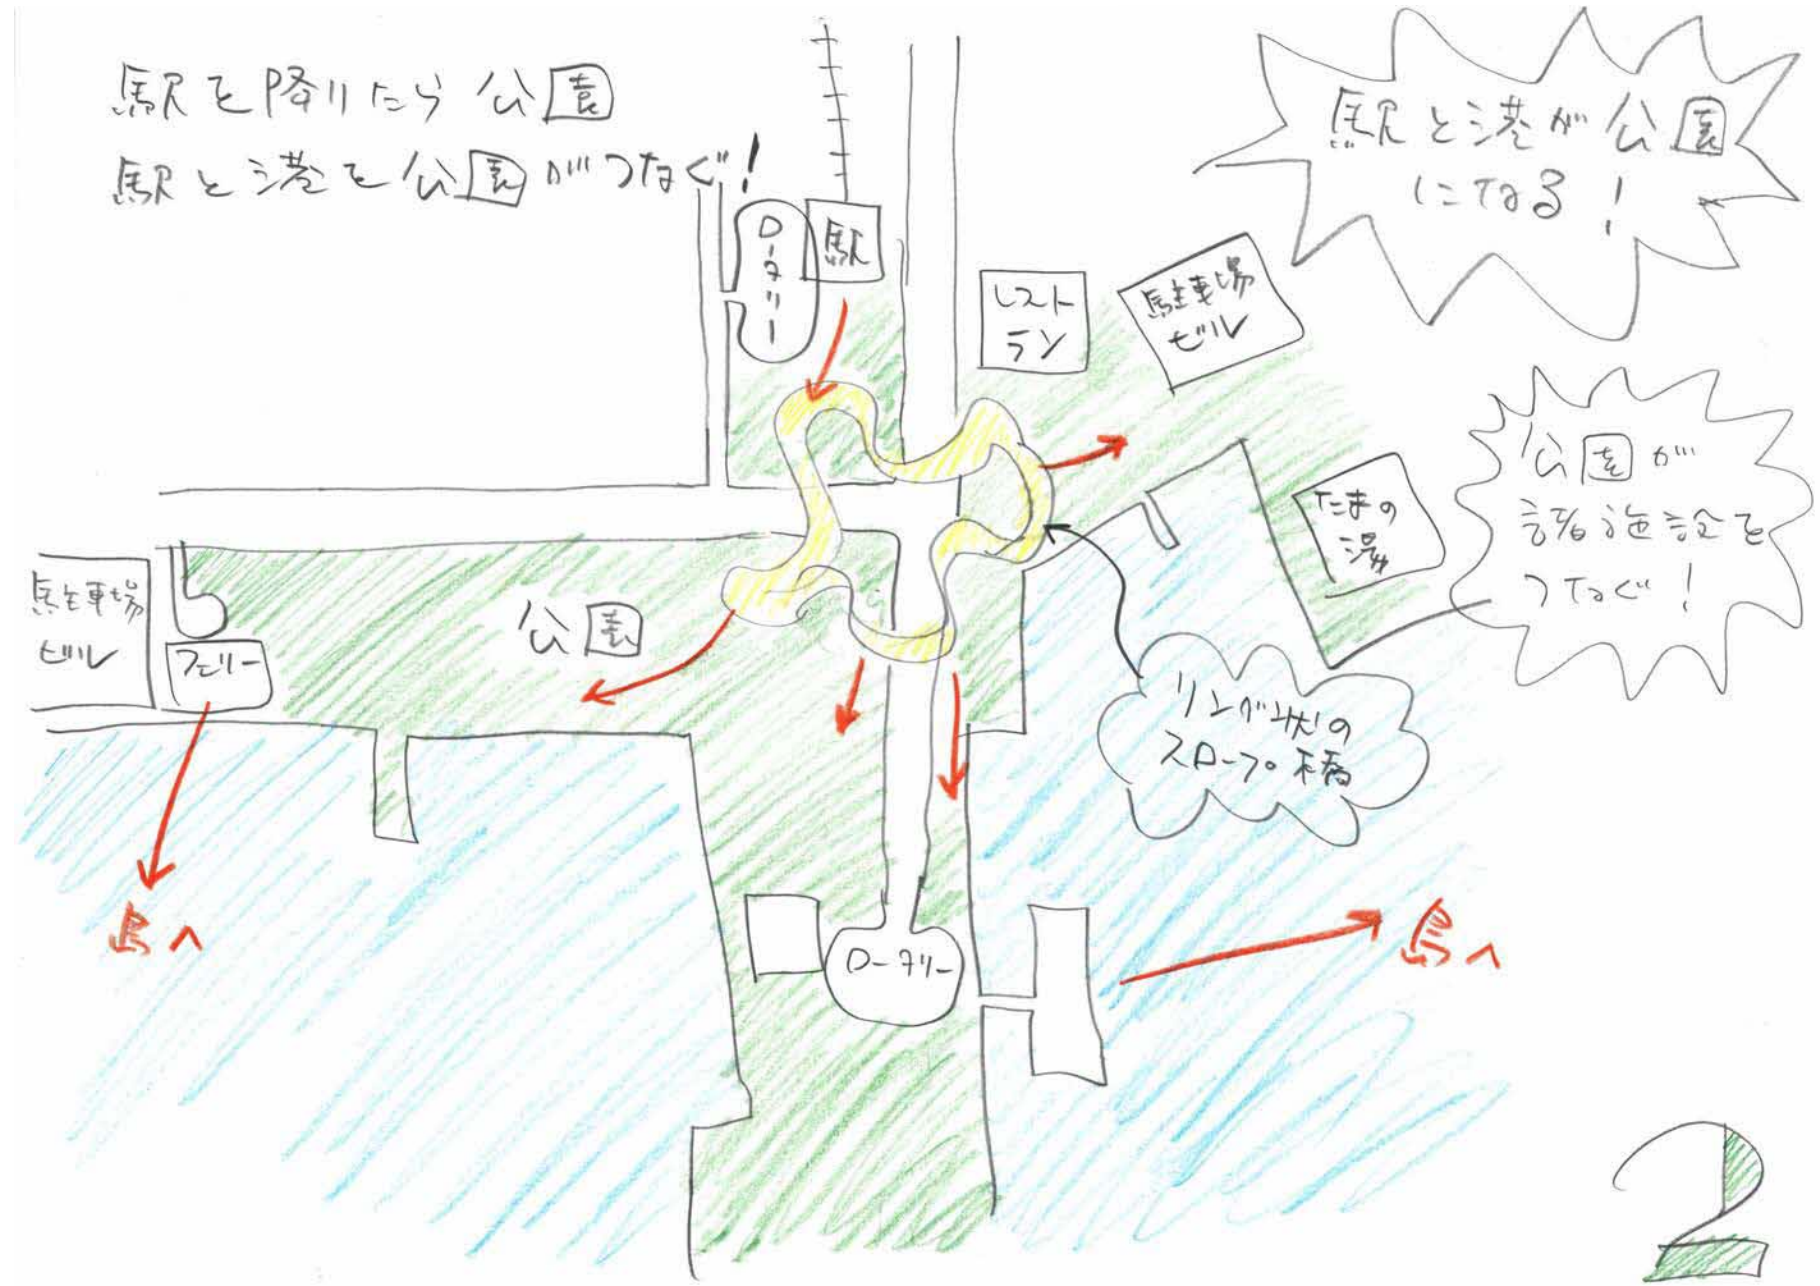 駅を降りたら公園
駅と港を公園がつなぐ!
駅と港が公園
になる!
ロータリー
駅
レスト
ラン
駐車場
ビル
公園が
諸施設を
つなぐ!
たまの
湯
駐車場
ビル
フェリー
公園
リング状の
スロープ橋
島へ
ロータリー
島へ
2